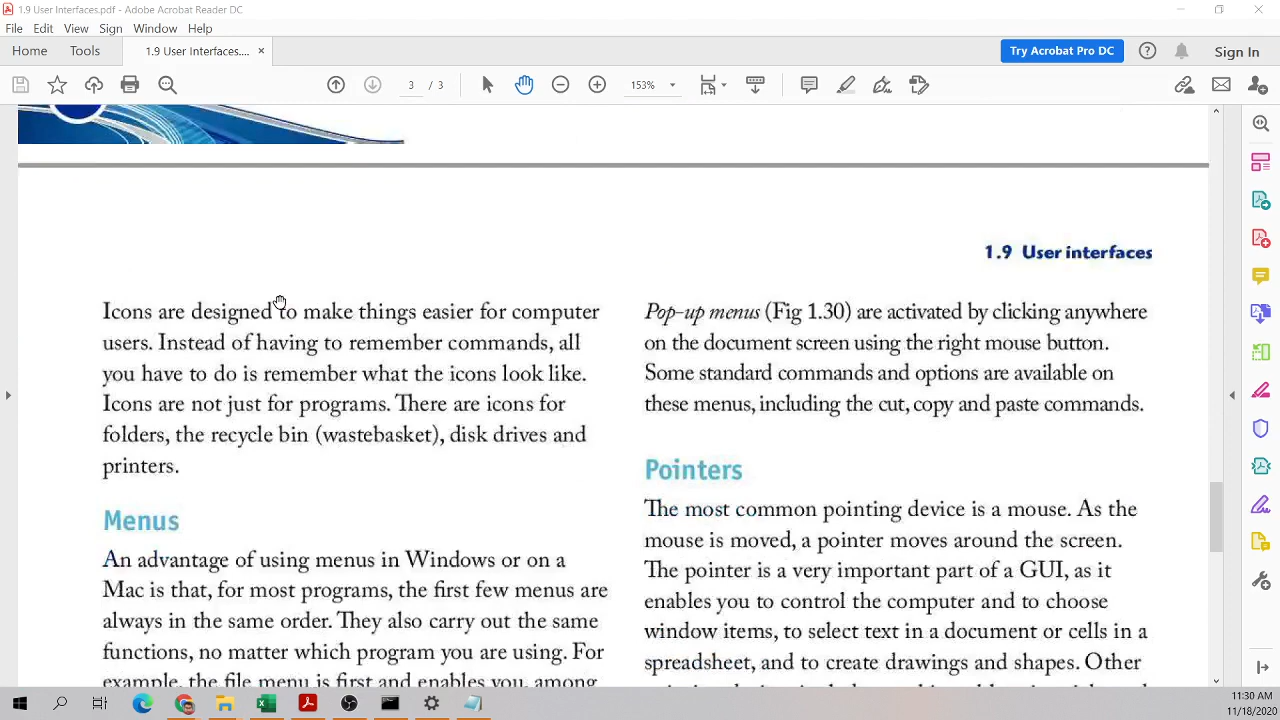 1.9 User Interfaces.pdf - Adobe Acrobat Reader DC
File Edit View Sign Window Help
Home Tools 1.9 User Interfaces.... × Try Acrobat Pro DC Sign In
3 / 3 153%
1.9 User interfaces
Icons are designed to make things easier for computer
users. Instead of having to remember commands, all
you have to do is remember what the icons look like.
Icons are not just for programs. There are icons for
folders, the recycle bin (wastebasket), disk drives and
printers.
Menus
An advantage of using menus in Windows or on a
Mac is that, for most programs, the first few menus are
always in the same order. They also carry out the same
functions, no matter which program you are using. For
example, the file menu is first and enables you, among
Pop-up menus (Fig 1.30) are activated by clicking anywhere
on the document screen using the right mouse button.
Some standard commands and options are available on
these menus, including the cut, copy and paste commands.
Pointers
The most common pointing device is a mouse. As the
mouse is moved, a pointer moves around the screen.
The pointer is a very important part of a GUI, as it
enables you to control the computer and to choose
window items, to select text in a document or cells in a
spreadsheet, and to create drawings and shapes. Other
11:30 AM
11/18/2020